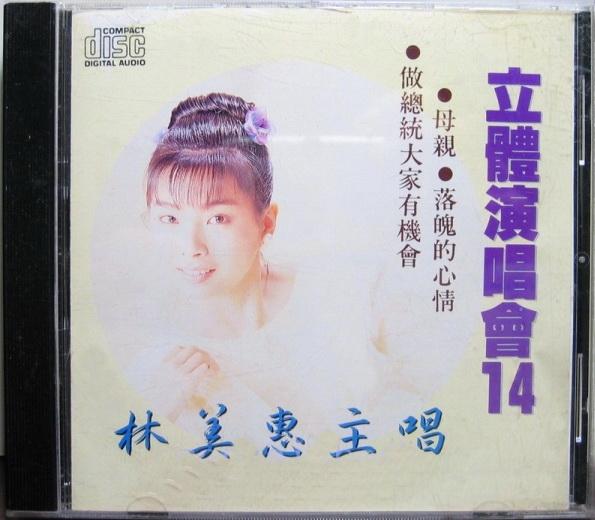 COMPACT
disc
DIGITAL AUDIO
立體演唱會14
●母親●落魄的心情
●做總統大家有機會
林美惠主唱